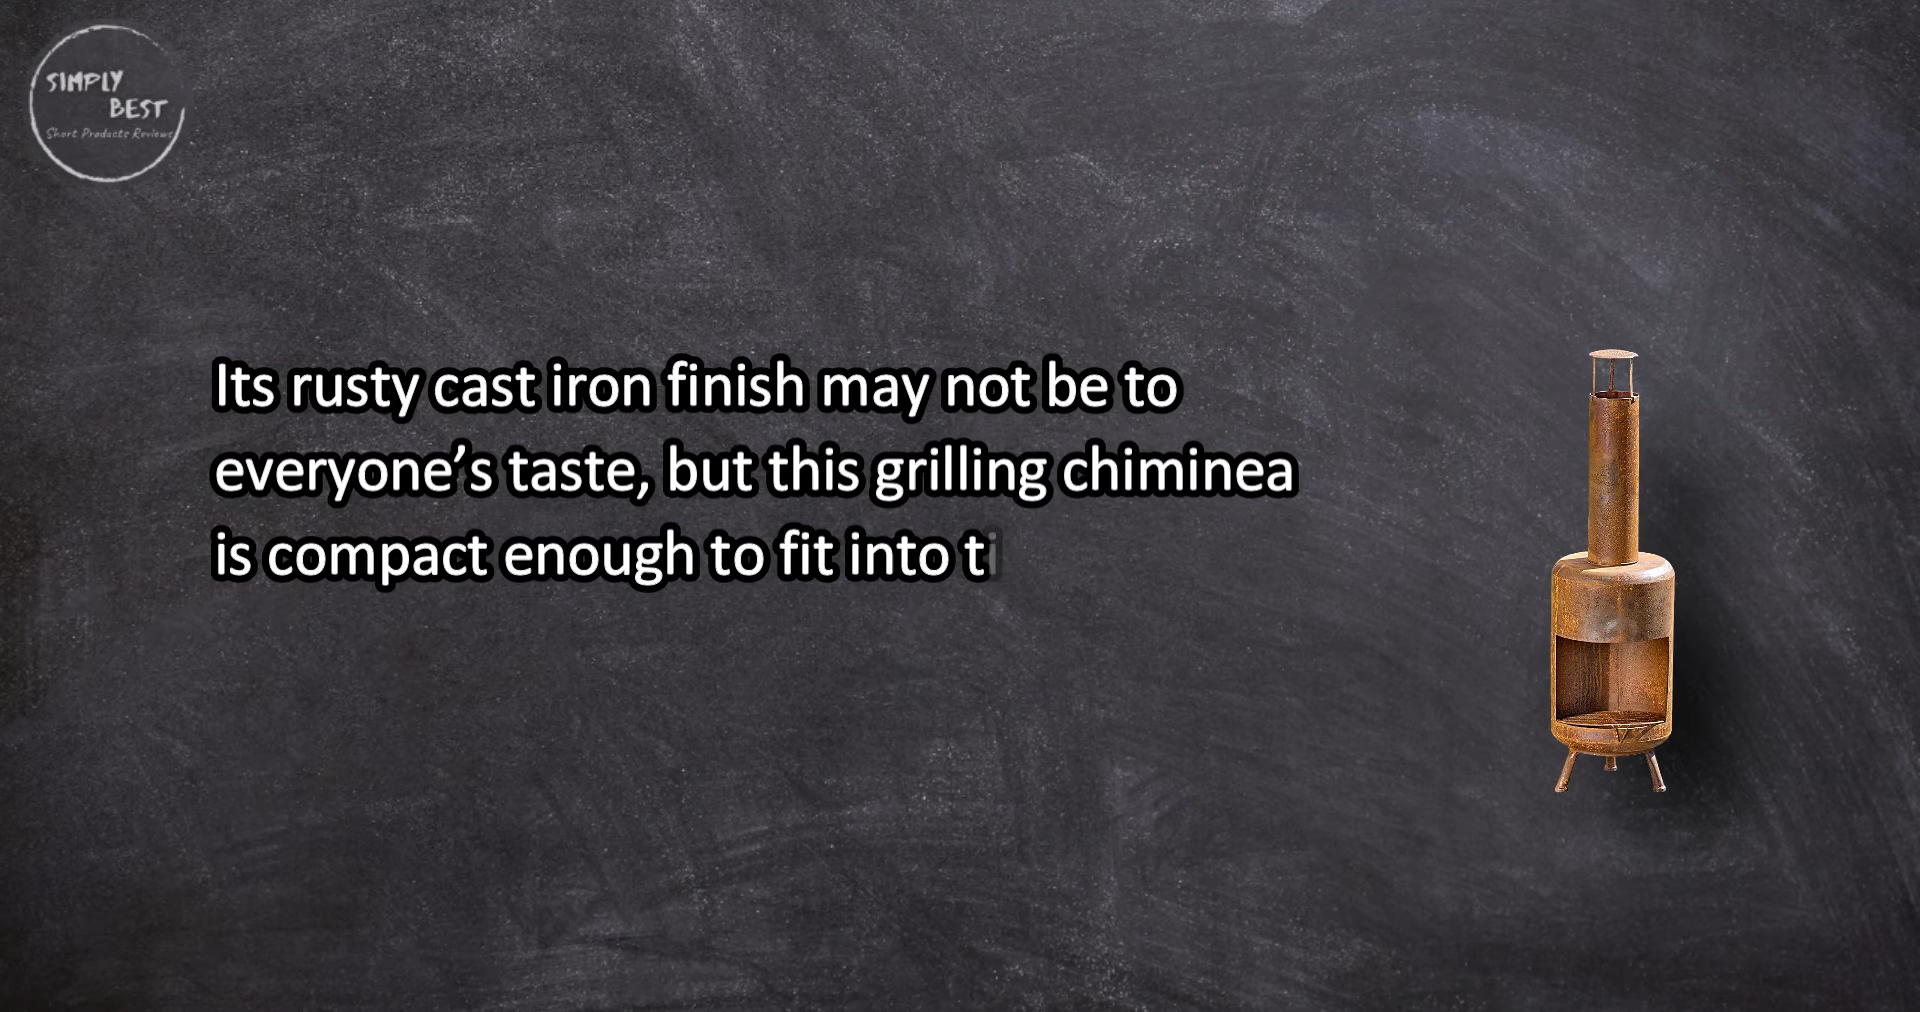 SIMPLY
BEST
Short Products Reviews
Its rusty cast iron finish may not be to
everyone’s taste, but this grilling chiminea
is compact enough to fit into ti